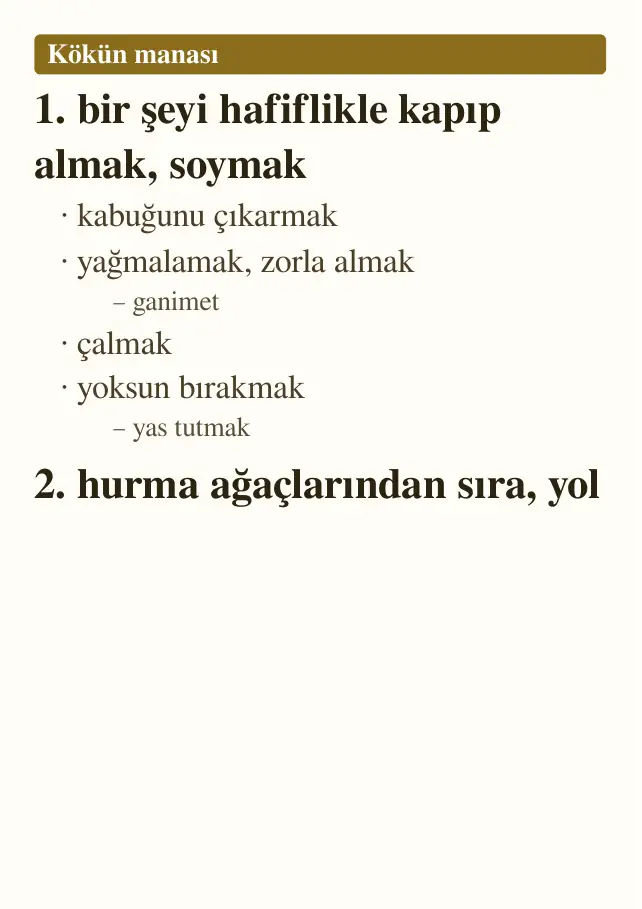 Kökün manası
1. bir şeyi hafiflikle kapıp
almak, soymak
· kabuğunu çıkarmak
· yağmalamak, zorla almak
– ganimet
· çalmak
· yoksun bırakmak
– yas tutmak
2. hurma ağaçlarından sıra, yol